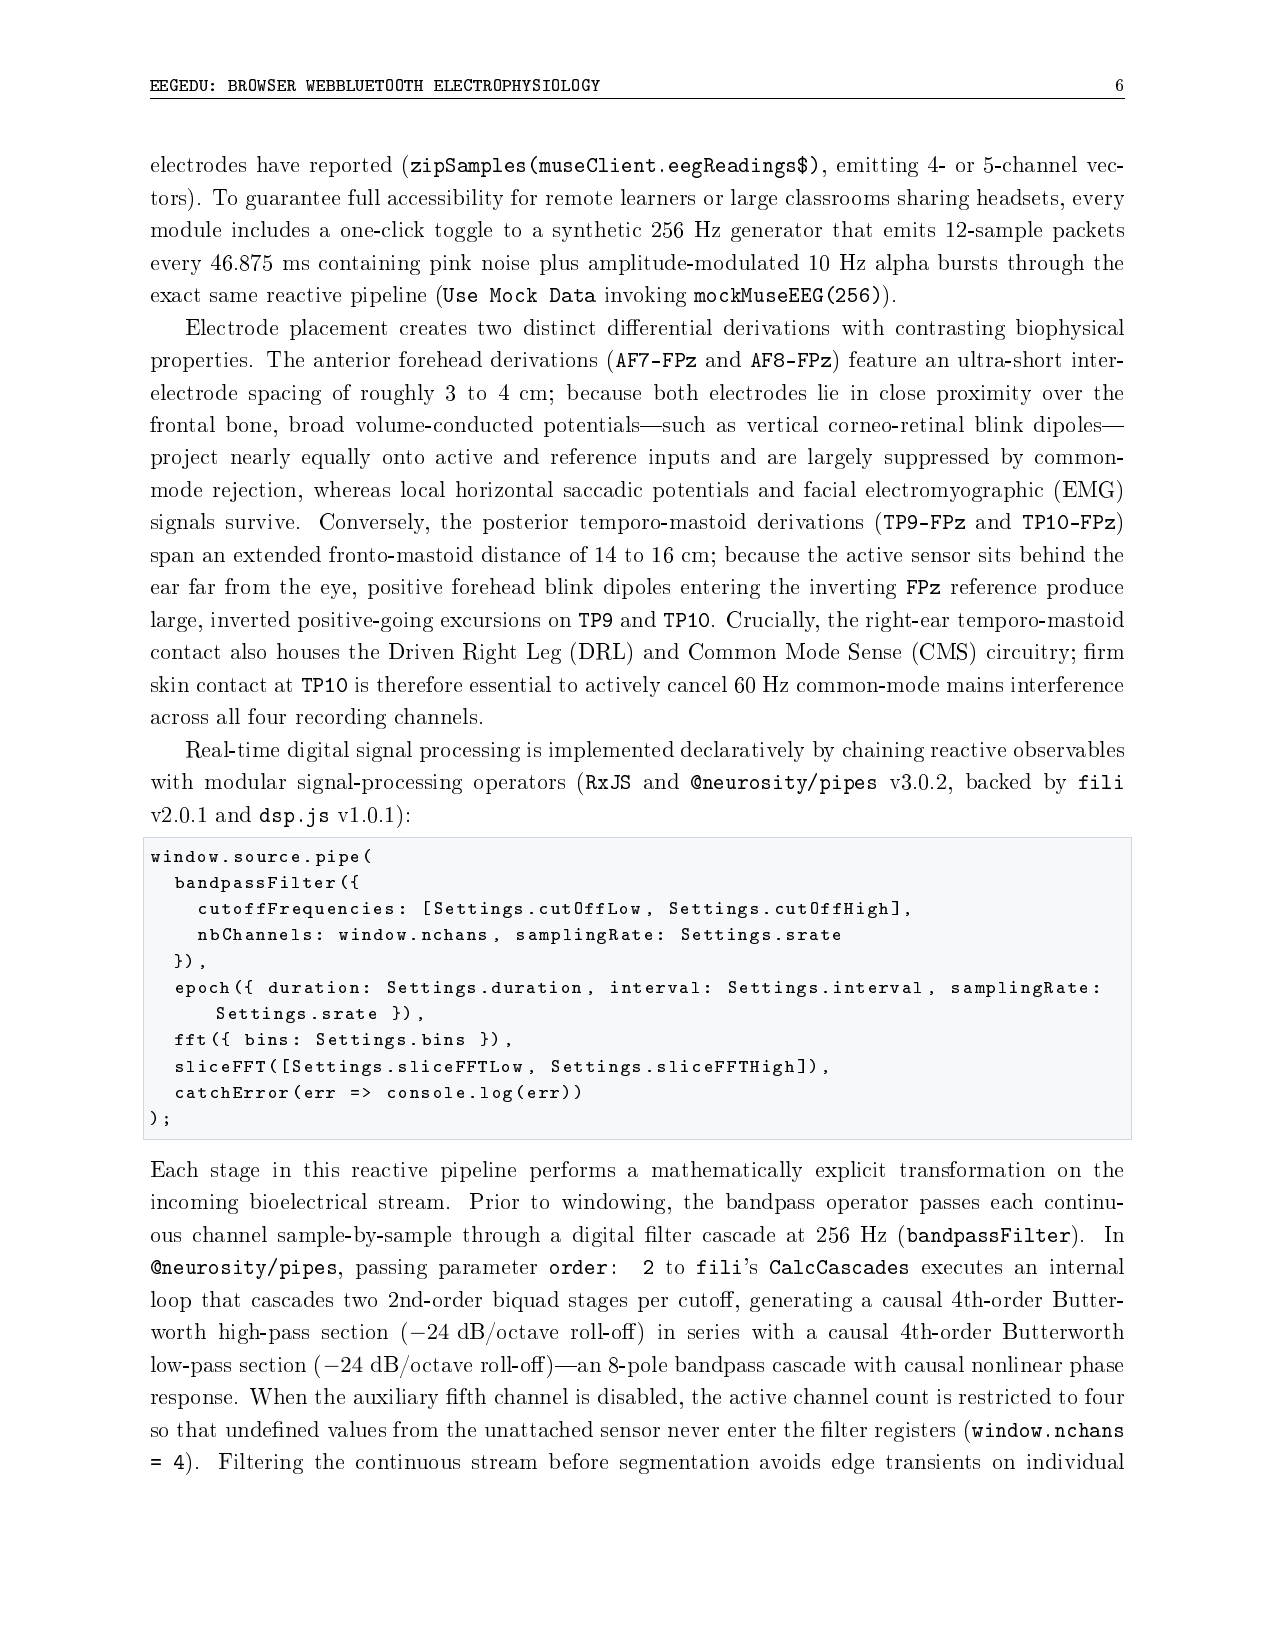 EEGEDU: BROWSER WEBBLUETOOTH ELECTROPHYSIOLOGY 6
electrodes have reported (zipSamples(museClient.eegReadings$), emitting 4- or 5-channel vec-
tors). To guarantee full accessibility for remote learners or large classrooms sharing headsets, every
module includes a one-click toggle to a synthetic 256 Hz generator that emits 12-sample packets
every 46.875 ms containing pink noise plus amplitude-modulated 10 Hz alpha bursts through the
exact same reactive pipeline (Use Mock Data invoking mockMuseEEG(256)).
Electrode placement creates two distinct differential derivations with contrasting biophysical
properties. The anterior forehead derivations (AF7-FPz and AF8-FPz) feature an ultra-short inter-
electrode spacing of roughly 3 to 4 cm; because both electrodes lie in close proximity over the
frontal bone, broad volume-conducted potentials—such as vertical corneo-retinal blink dipoles—
project nearly equally onto active and reference inputs and are largely suppressed by common-
mode rejection, whereas local horizontal saccadic potentials and facial electromyographic (EMG)
signals survive. Conversely, the posterior temporo-mastoid derivations (TP9-FPz and TP10-FPz)
span an extended fronto-mastoid distance of 14 to 16 cm; because the active sensor sits behind the
ear far from the eye, positive forehead blink dipoles entering the inverting FPz reference produce
large, inverted positive-going excursions on TP9 and TP10. Crucially, the right-ear temporo-mastoid
contact also houses the Driven Right Leg (DRL) and Common Mode Sense (CMS) circuitry; firm
skin contact at TP10 is therefore essential to actively cancel 60 Hz common-mode mains interference
across all four recording channels.
Real-time digital signal processing is implemented declaratively by chaining reactive observables
with modular signal-processing operators (RxJS and @neurosity/pipes v3.0.2, backed by fili
v2.0.1 and dsp.js v1.0.1):
window.source.pipe(
  bandpassFilter({
    cutoffFrequencies: [Settings.cutOffLow, Settings.cutOffHigh],
    nbChannels: window.nchans, samplingRate: Settings.srate
  }),
  epoch({ duration: Settings.duration, interval: Settings.interval, samplingRate:
      Settings.srate }),
  fft({ bins: Settings.bins }),
  sliceFFT([Settings.sliceFFTLow, Settings.sliceFFTHigh]),
  catchError(err => console.log(err))
);
Each stage in this reactive pipeline performs a mathematically explicit transformation on the
incoming bioelectrical stream. Prior to windowing, the bandpass operator passes each continu-
ous channel sample-by-sample through a digital filter cascade at 256 Hz (bandpassFilter). In
@neurosity/pipes, passing parameter order: 2 to fili's CalcCascades executes an internal
loop that cascades two 2nd-order biquad stages per cutoff, generating a causal 4th-order Butter-
worth high-pass section (−24 dB/octave roll-off) in series with a causal 4th-order Butterworth
low-pass section (−24 dB/octave roll-off)—an 8-pole bandpass cascade with causal nonlinear phase
response. When the auxiliary fifth channel is disabled, the active channel count is restricted to four
so that undefined values from the unattached sensor never enter the filter registers (window.nchans
= 4). Filtering the continuous stream before segmentation avoids edge transients on individual